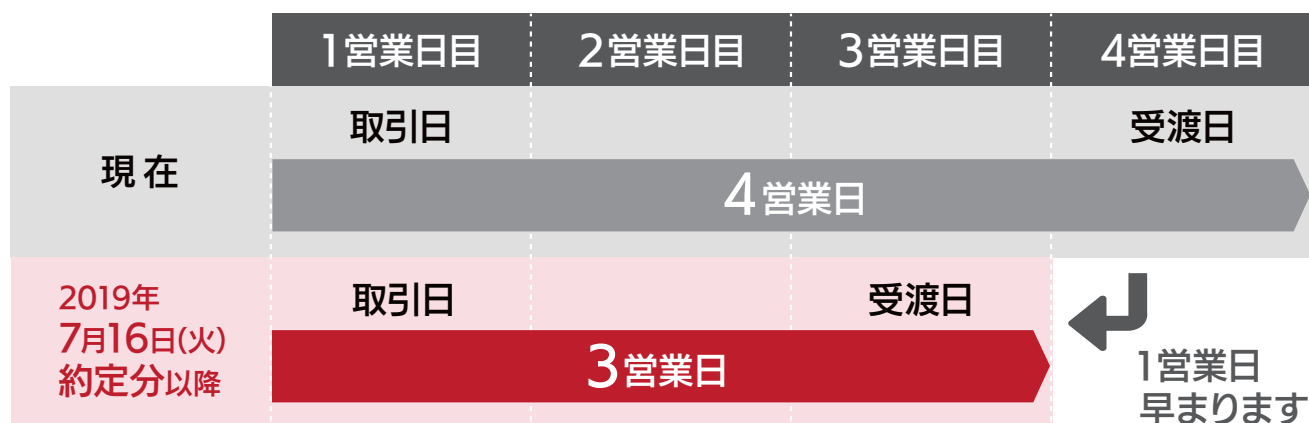 1営業日目 2営業日目 3営業日目 4営業日目
現在
取引日 受渡日
4営業日
2019年
7月16日(火)
約定分以降
取引日 受渡日
3営業日
1営業日
早まります